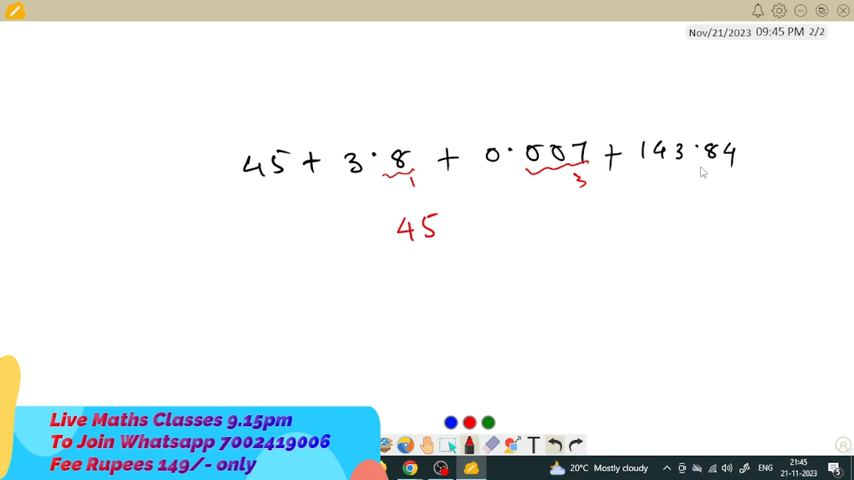 Nov/21/2023 09:45 PM 2/2
45 + 3.8 + 0.007 + 143.84
1 3
45
Live Maths Classes 9.15pm
To Join Whatsapp 7002419006
Fee Rupees 149/- only
T
20°C Mostly cloudy ENG 21:45
21-11-2023 5